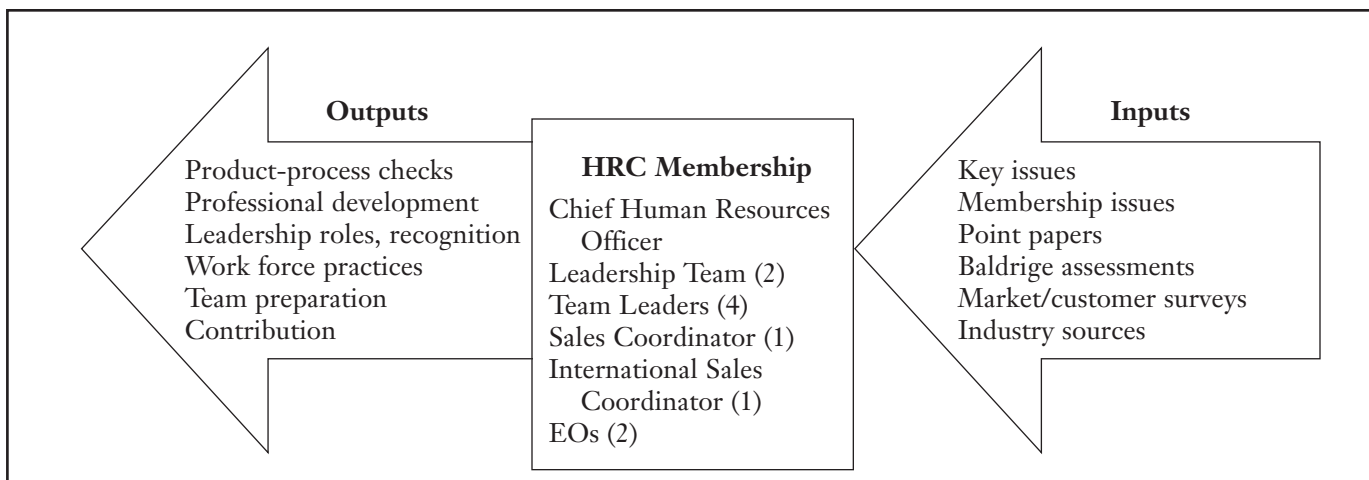 Outputs
Product-process checks
Professional development
Leadership roles, recognition
Work force practices
Team preparation
Contribution
HRC Membership
Chief Human Resources
Officer
Leadership Team (2)
Team Leaders (4)
Sales Coordinator (1)
International Sales
Coordinator (1)
EOs (2)
Inputs
Key issues
Membership issues
Point papers
Baldrige assessments
Market/customer surveys
Industry sources